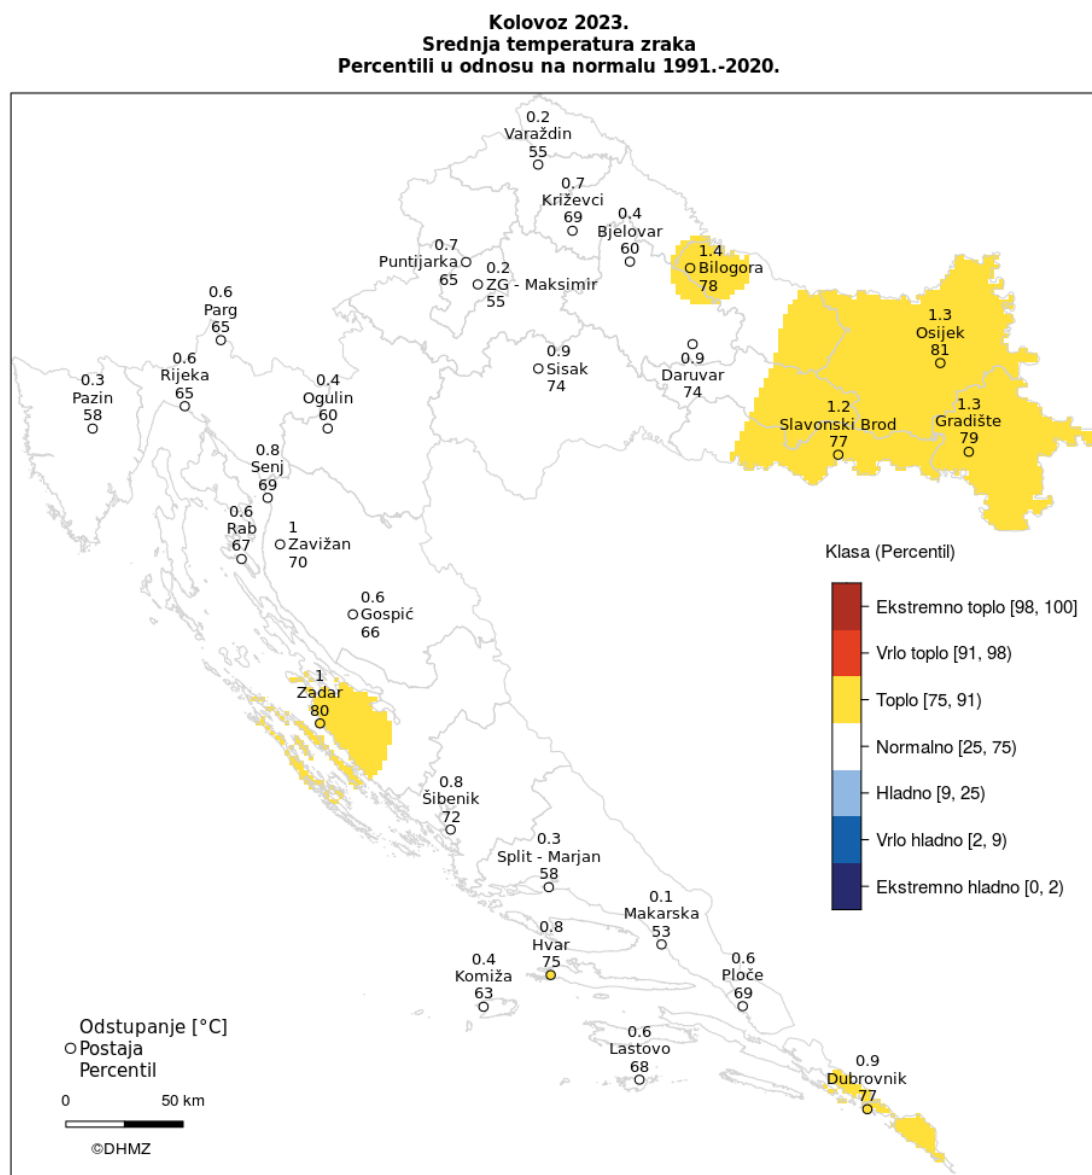 Kolovoz 2023.
Srednja temperatura zraka
Percentili u odnosu na normalu 1991.-2020.
0.2
Varaždin
55
0.7
Križevci
69
0.4
Bjelovar
60
0.7
Puntijarka
65
0.2
ZG - Maksimir
55
1.4
Bilogora
78
0.6
Parg
65
1.3
Osijek
81
0.6
Rijeka
65
0.3
Pazin
58
0.4
Ogulin
60
0.9
Sisak
74
0.9
Daruvar
74
1.2
Slavonski Brod
77
1.3
Gradište
79
0.8
Senj
69
0.6
Rab
67
1
Zavižan
70
0.6
Gospić
66
1
Zadar
80
0.8
Šibenik
72
0.3
Split - Marjan
58
0.1
Makarska
53
0.8
Hvar
75
0.4
Komiža
63
0.6
Ploče
69
0.6
Lastovo
68
0.9
Dubrovnik
77
Klasa (Percentil)
Ekstremno toplo [98, 100]
Vrlo toplo [91, 98)
Toplo [75, 91)
Normalno [25, 75)
Hladno [9, 25)
Vrlo hladno [2, 9)
Ekstremno hladno [0, 2)
Odstupanje [°C]
Postaja
Percentil
0 50 km
©DHMZ